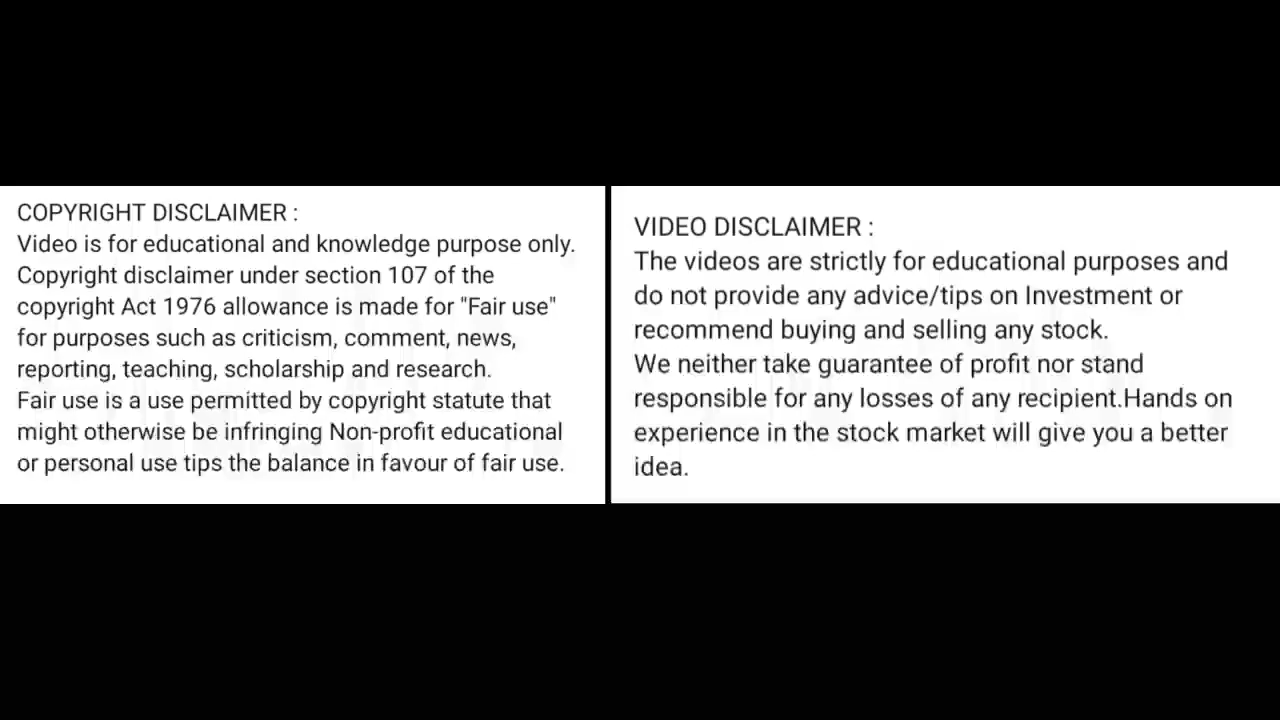 COPYRIGHT DISCLAIMER :
Video is for educational and knowledge purpose only.
Copyright disclaimer under section 107 of the
copyright Act 1976 allowance is made for "Fair use"
for purposes such as criticism, comment, news,
reporting, teaching, scholarship and research.
Fair use is a use permitted by copyright statute that
might otherwise be infringing Non-profit educational
or personal use tips the balance in favour of fair use.
VIDEO DISCLAIMER :
The videos are strictly for educational purposes and
do not provide any advice/tips on Investment or
recommend buying and selling any stock.
We neither take guarantee of profit nor stand
responsible for any losses of any recipient.Hands on
experience in the stock market will give you a better
idea.